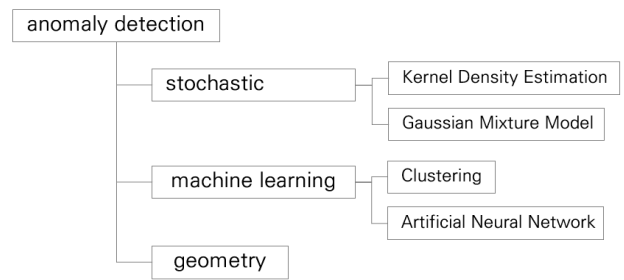 anomaly detection
stochastic
Kernel Density Estimation
Gaussian Mixture Model
machine learning
Clustering
Artificial Neural Network
geometry